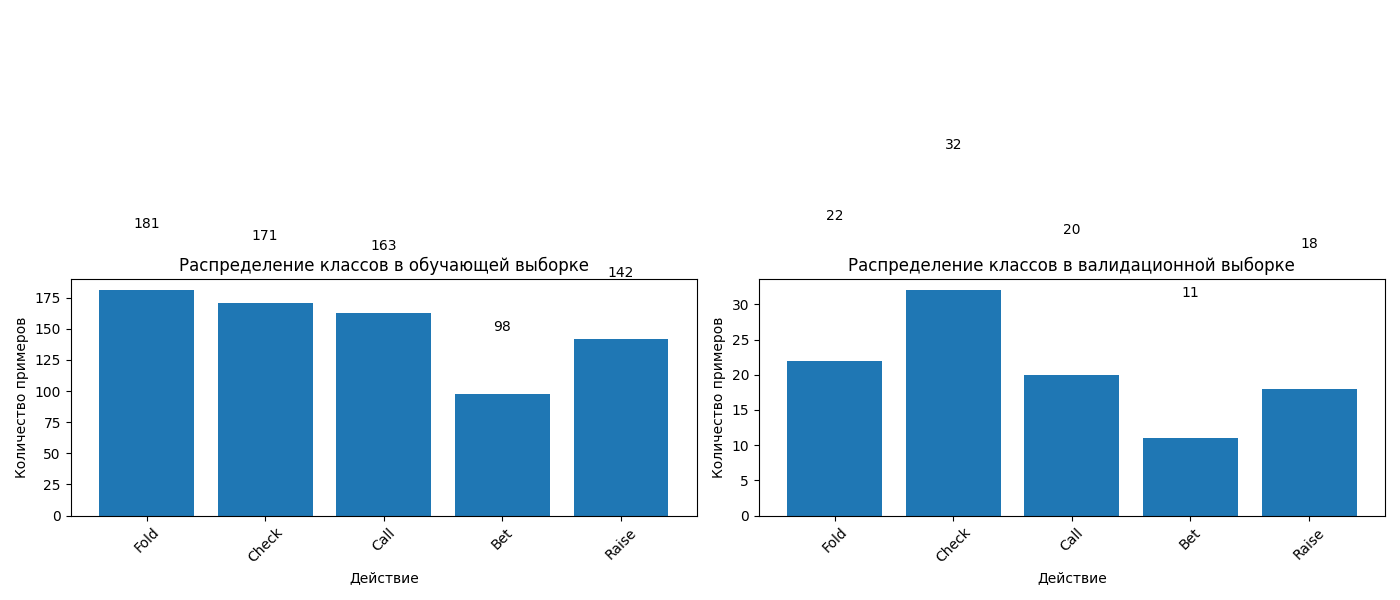 181
171
163
142
98
Распределение классов в обучающей выборке
Количество примеров
175
150
125
100
75
50
25
0
Fold
Check
Call
Bet
Raise
Действие
32
22
20
18
11
Распределение классов в валидационной выборке
Количество примеров
30
25
20
15
10
5
0
Fold
Check
Call
Bet
Raise
Действие